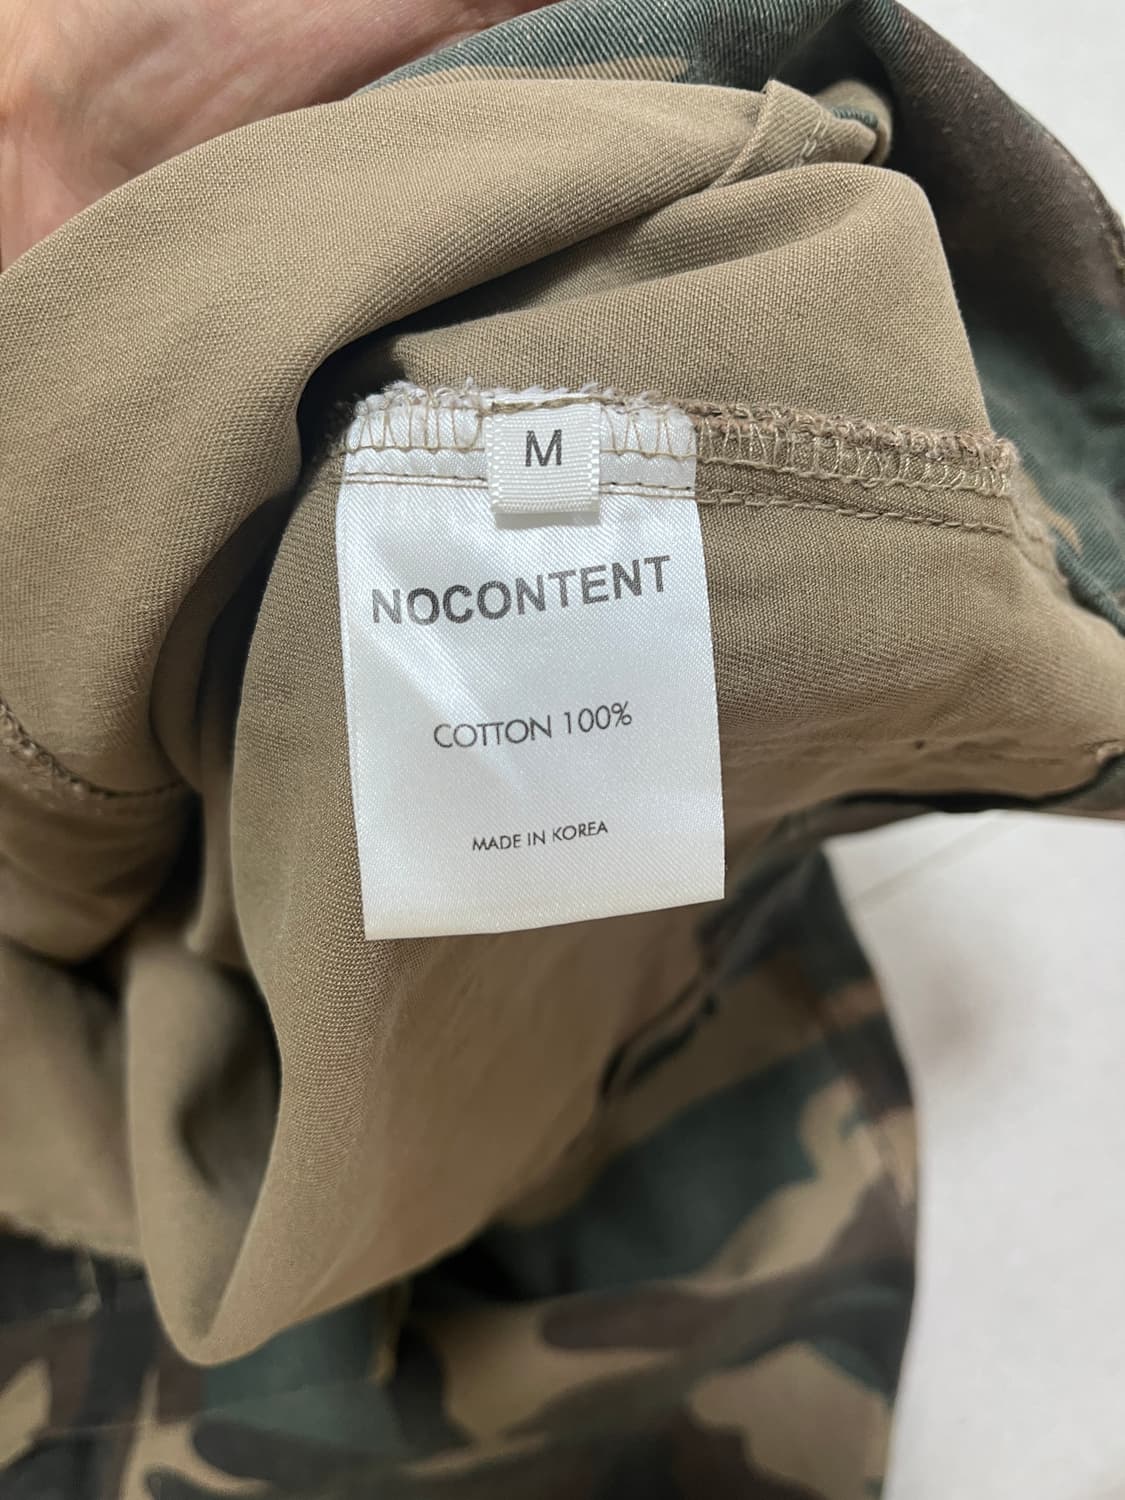 M
NOCONTENT
COTTON 100%
MADE IN KOREA